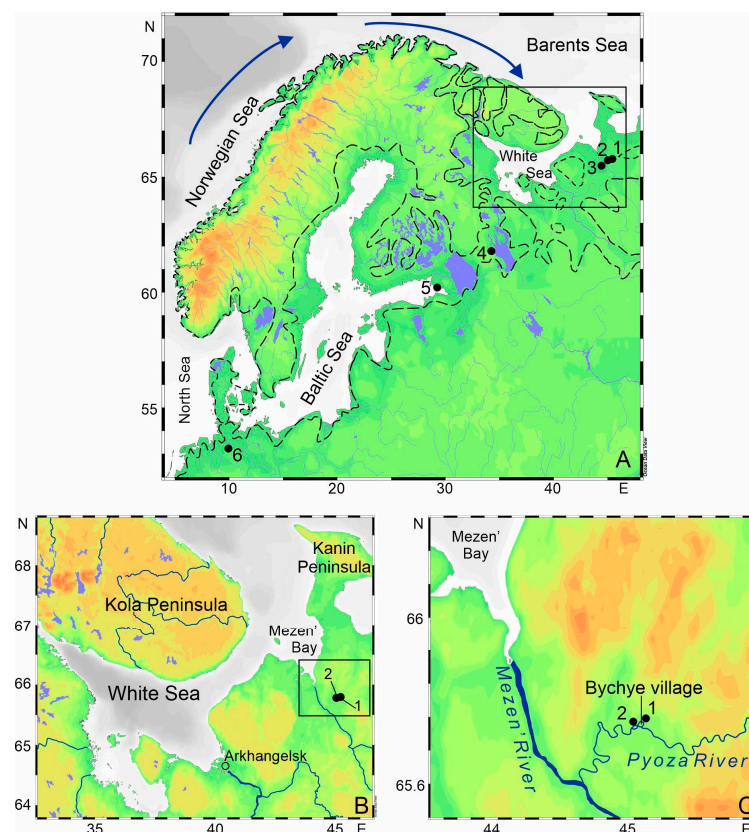 N
70
65
60
55
10
20
30
40
E
Barents Sea
Norwegian Sea
White
Sea
2 1
3
4
5
Baltic Sea
North Sea
6
A
Ocean Data View
N
68
67
66
65
64
35
40
45 E
Kanin
Peninsula
Kola Peninsula
Mezen'
Bay
2
1
White Sea
Arkhangelsk
B
N
66
65.6
44
45
E
Mezen'
Bay
Mezen' River
Bychye village
2 1
Pyoza River
C